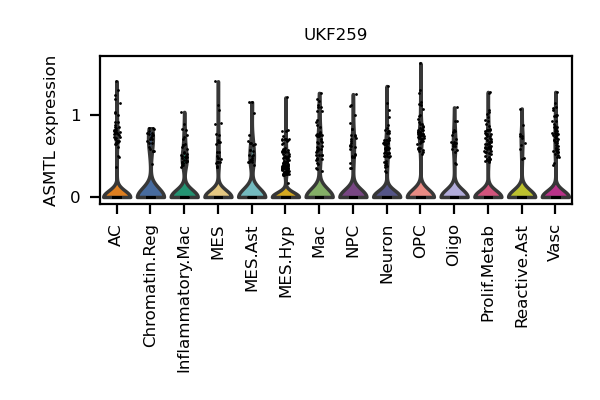 UKF259
ASMTL expression
1
0
AC
Chromatin.Reg
Inflammatory.Mac
MES
MES.Ast
MES.Hyp
Mac
NPC
Neuron
OPC
Oligo
Prolif.Metab
Reactive.Ast
Vasc